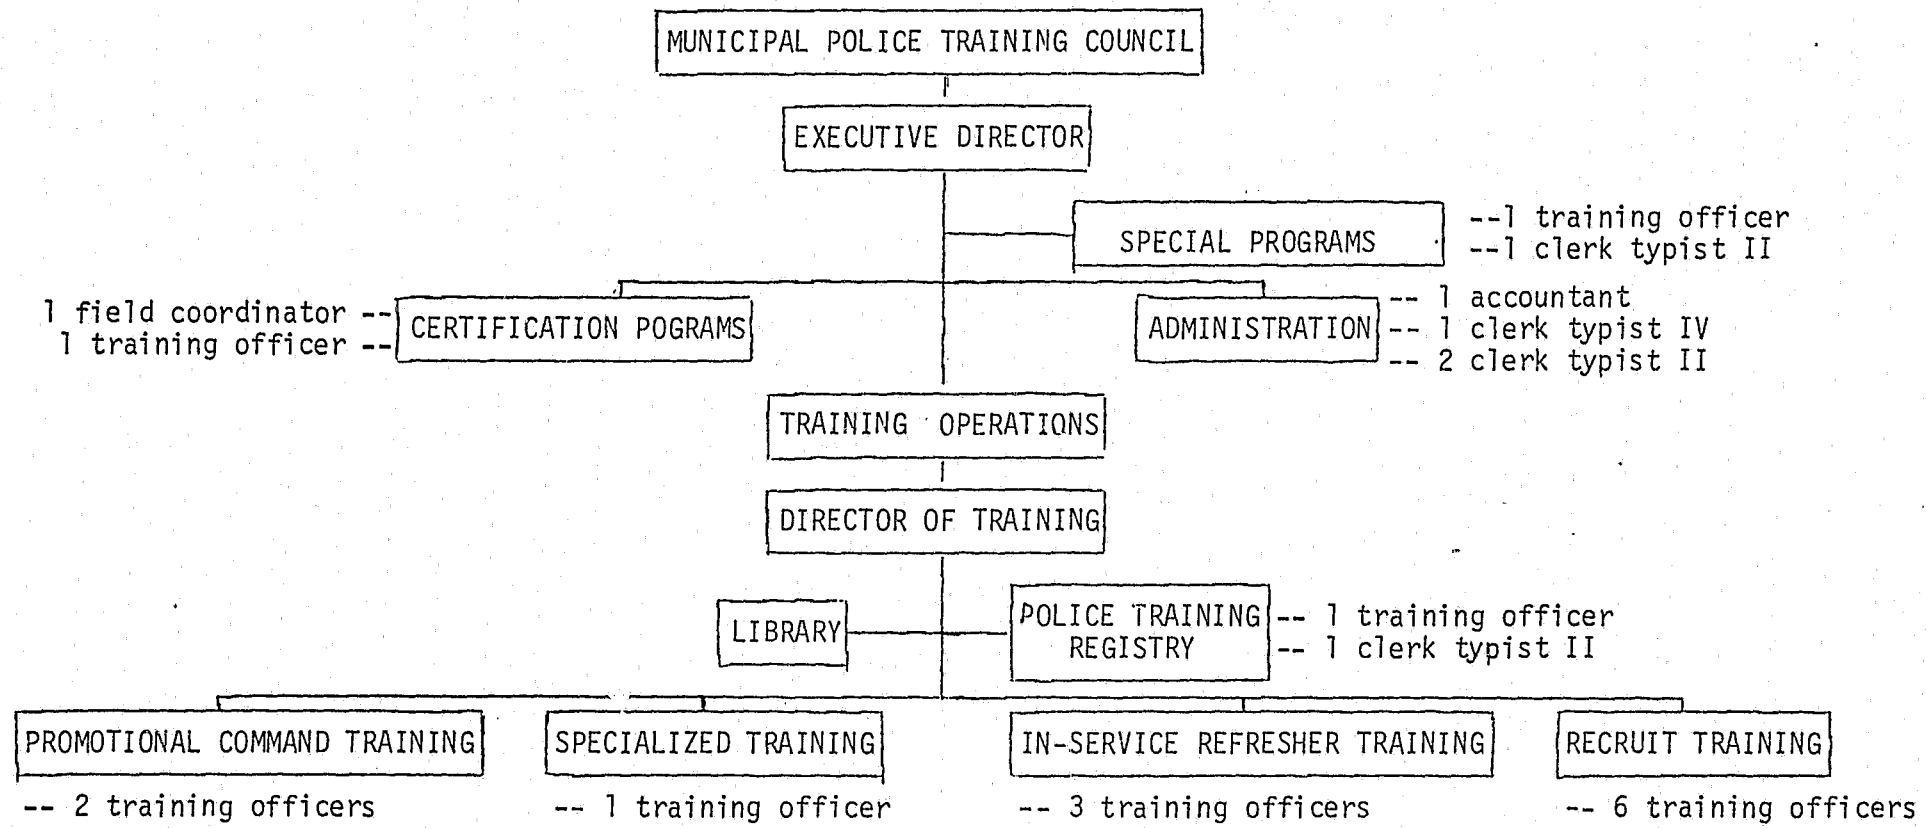 MUNICIPAL POLICE TRAINING COUNCIL
EXECUTIVE DIRECTOR
SPECIAL PROGRAMS
--1 training officer
--1 clerk typist II
1 field coordinator --
1 training officer --
CERTIFICATION POGRAMS
ADMINISTRATION
-- 1 accountant
-- 1 clerk typist IV
-- 2 clerk typist II
TRAINING OPERATIONS
DIRECTOR OF TRAINING
LIBRARY
POLICE TRAINING
REGISTRY
-- 1 training officer
-- 1 clerk typist II
PROMOTIONAL COMMAND TRAINING
-- 2 training officers
SPECIALIZED TRAINING
-- 1 training officer
IN-SERVICE REFRESHER TRAINING
-- 3 training officers
RECRUIT TRAINING
-- 6 training officers